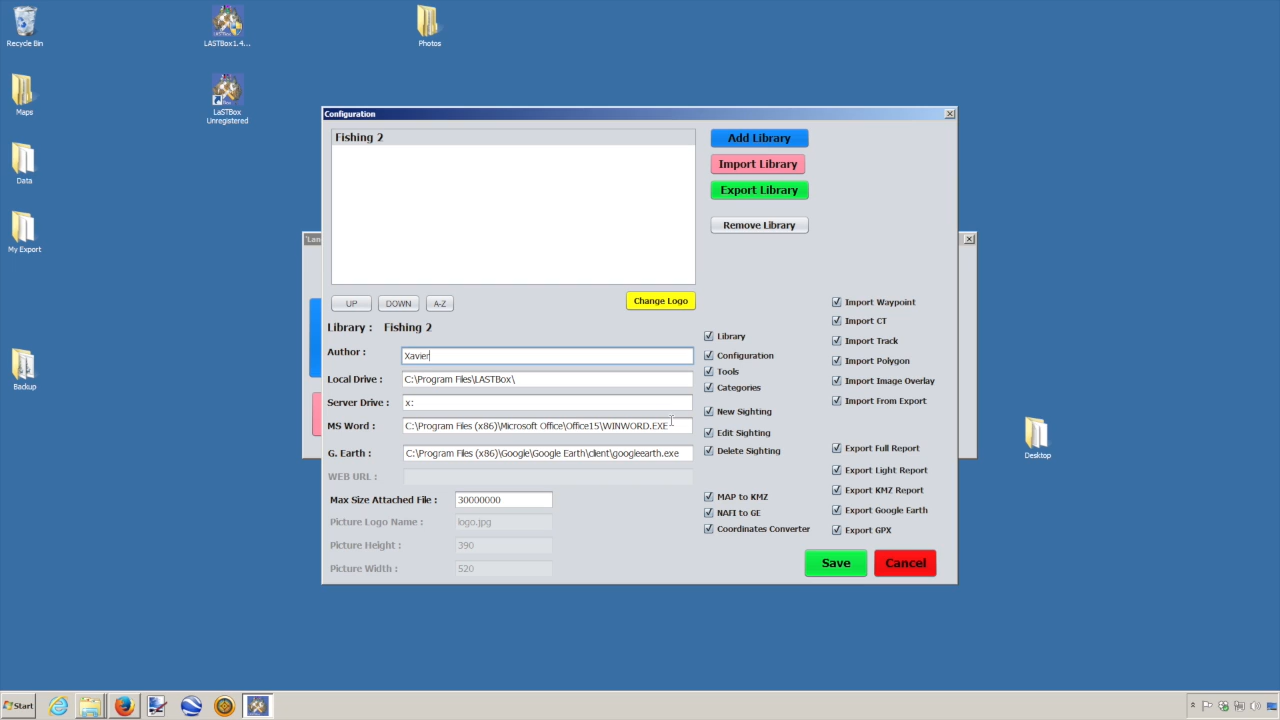 Recycle Bin
LASTBox1.4...
Photos
Maps
LaSTBox
Unregistered
Data
My Export
Backup
Desktop
'Lan
Configuration
Fishing 2
Add Library
Import Library
Export Library
Remove Library
UP
DOWN
A-Z
Change Logo
Library : Fishing 2
Author : Xavier
Local Drive : C:\Program Files\LASTBox\
Server Drive : x:
MS Word : C:\Program Files (x86)\Microsoft Office\Office15\WINWORD.EXE
G. Earth : C:\Program Files (x86)\Google\Google Earth\client\googleearth.exe
WEB URL :
Max Size Attached File : 30000000
Picture Logo Name : logo.jpg
Picture Height : 390
Picture Width : 520
Library
Configuration
Tools
Categories
New Sighting
Edit Sighting
Delete Sighting
MAP to KMZ
NAFI to GE
Coordinates Converter
Import Waypoint
Import CT
Import Track
Import Polygon
Import Image Overlay
Import From Export
Export Full Report
Export Light Report
Export KMZ Report
Export Google Earth
Export GPX
Save
Cancel
Start